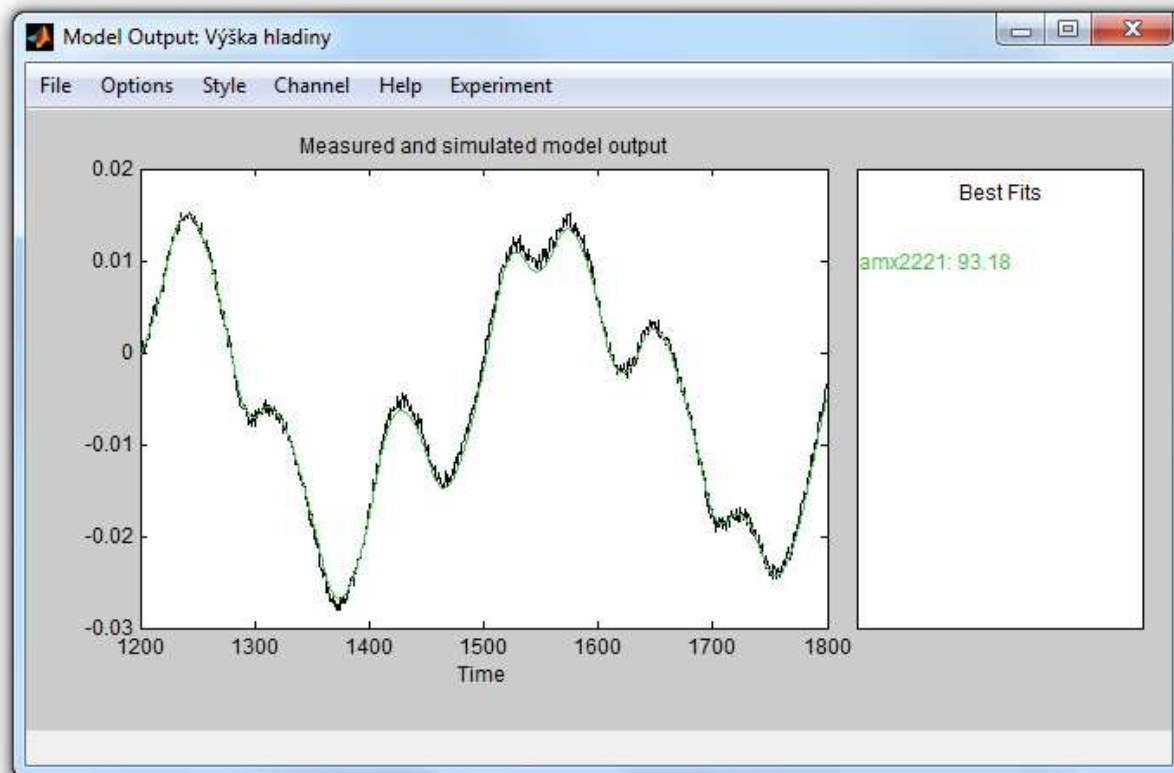 Model Output: Výška hladiny
File Options Style Channel Help Experiment
Measured and simulated model output
0.02
0.01
0
-0.01
-0.02
-0.03
1200 1300 1400 1500 1600 1700 1800
Time
Best Fits
amx2221: 93.18